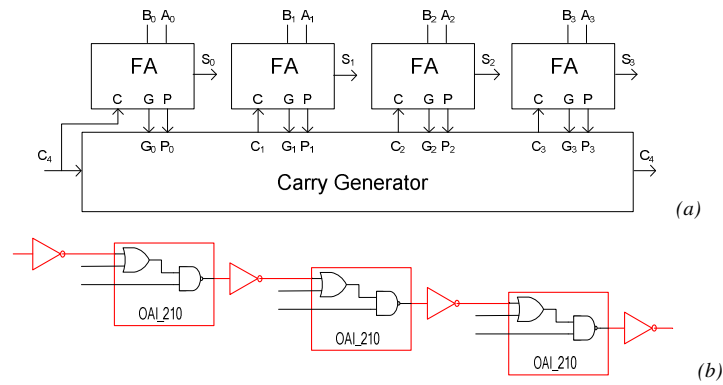 B₀ A₀ B₁ A₁ B₂ A₂ B₃ A₃
FA S₀ FA S₁ FA S₂ FA S₃
C G P C G P C G P C G P
C₄ G₀ P₀ C₁ G₁ P₁ C₂ G₂ P₂ C₃ G₃ P₃ C₄
Carry Generator
(a)
OAI_210
OAI_210
OAI_210
(b)